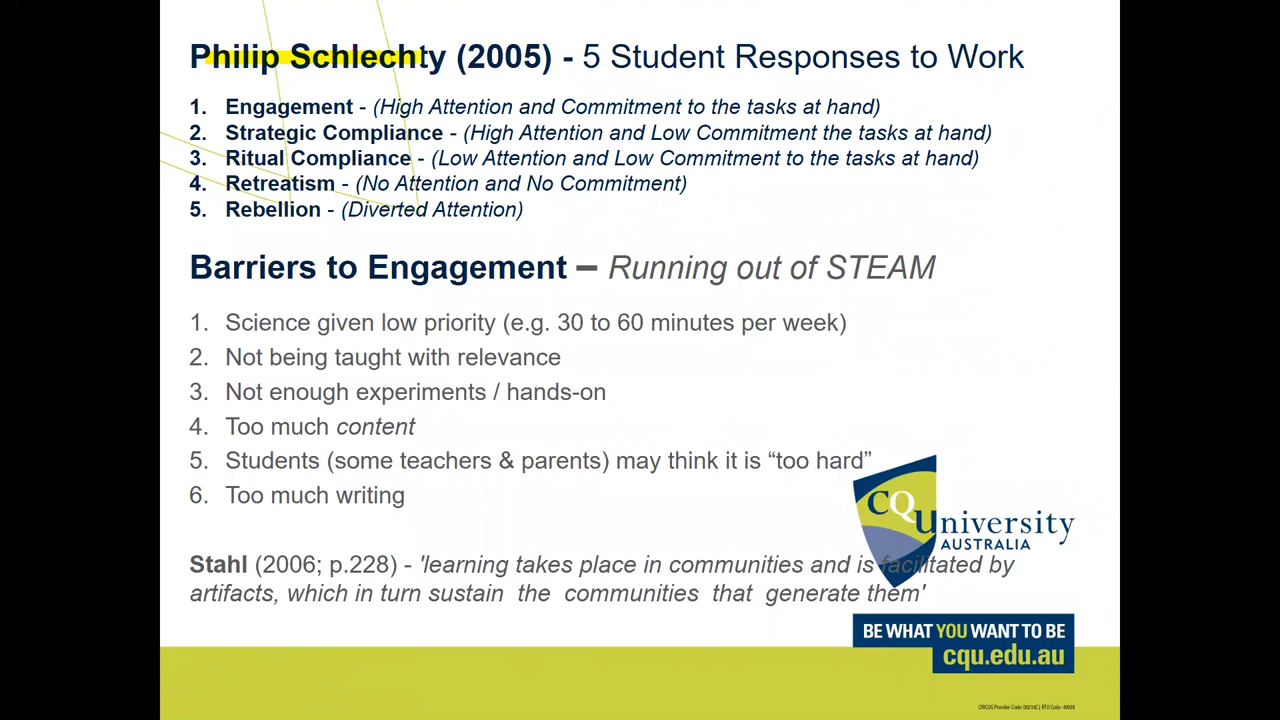 Philip Schlechty (2005) - 5 Student Responses to Work
1. Engagement - (High Attention and Commitment to the tasks at hand)
2. Strategic Compliance - (High Attention and Low Commitment the tasks at hand)
3. Ritual Compliance - (Low Attention and Low Commitment to the tasks at hand)
4. Retreatism - (No Attention and No Commitment)
5. Rebellion - (Diverted Attention)
Barriers to Engagement – Running out of STEAM
1. Science given low priority (e.g. 30 to 60 minutes per week)
2. Not being taught with relevance
3. Not enough experiments / hands-on
4. Too much content
5. Students (some teachers & parents) may think it is “too hard”
6. Too much writing
CQUniversity
AUSTRALIA
Stahl (2006; p.228) - 'learning takes place in communities and is facilitated by
artifacts, which in turn sustain the communities that generate them'
BE WHAT YOU WANT TO BE
cqu.edu.au